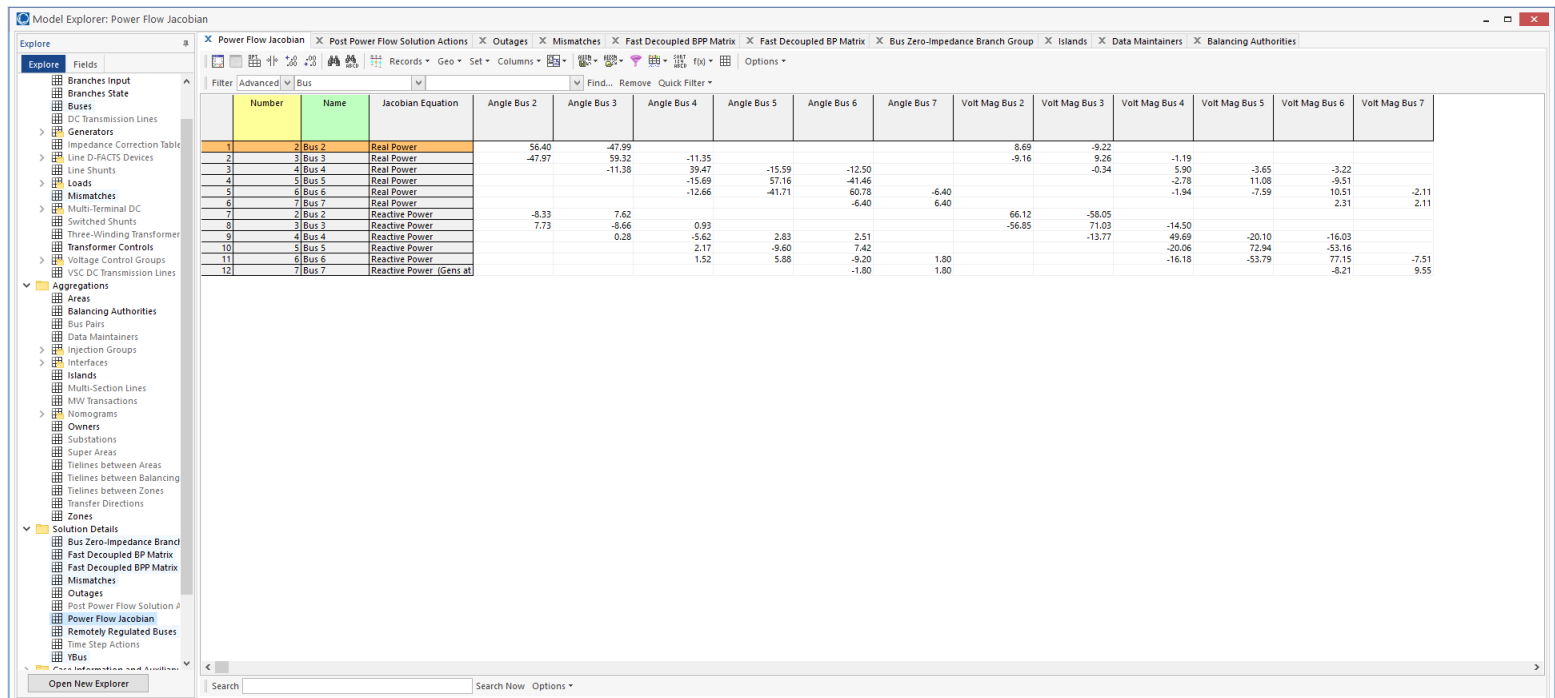 Model Explorer: Power Flow Jacobian
Explore
Explore Fields
Branches Input
Branches State
Buses
DC Transmission Lines
Generators
Impedance Correction Table
Line D-FACTS Devices
Line Shunts
Loads
Mismatches
Multi-Terminal DC
Switched Shunts
Three-Winding Transformer
Transformer Controls
Voltage Control Groups
VSC DC Transmission Lines
Aggregations
Areas
Balancing Authorities
Bus Pairs
Data Maintainers
Injection Groups
Interfaces
Islands
Multi-Section Lines
MW Transactions
Nomograms
Owners
Substations
Super Areas
Tielines between Areas
Tielines between Balancing
Tielines between Zones
Transfer Directions
Zones
Solution Details
Bus Zero-Impedance Branch
Fast Decoupled BP Matrix
Fast Decoupled BPP Matrix
Mismatches
Outages
Post Power Flow Solution A
Power Flow Jacobian
Remotely Regulated Buses
Time Step Actions
YBus
Open New Explorer
X Power Flow Jacobian X Post Power Flow Solution Actions X Outages X Mismatches X Fast Decoupled BPP Matrix X Fast Decoupled BP Matrix X Bus Zero-Impedance Branch Group X Islands X Data Maintainers X Balancing Authorities
Records Geo Set Columns f(x) Options
Filter Advanced Bus Find... Remove Quick Filter
Number Name Jacobian Equation Angle Bus 2 Angle Bus 3 Angle Bus 4 Angle Bus 5 Angle Bus 6 Angle Bus 7 Volt Mag Bus 2 Volt Mag Bus 3 Volt Mag Bus 4 Volt Mag Bus 5 Volt Mag Bus 6 Volt Mag Bus 7
1 2 Bus 2 Real Power 56.40 -47.99 8.69 -9.22
2 3 Bus 3 Real Power -47.97 59.32 -11.35 -9.16 9.26 -1.19
3 4 Bus 4 Real Power -11.38 39.47 -15.59 -12.50 -0.34 5.90 -3.65 -3.22
4 5 Bus 5 Real Power -15.69 57.16 -41.46 -2.78 11.08 -9.51
5 6 Bus 6 Real Power -12.66 -41.71 60.78 -6.40 -1.94 -7.59 10.51 -2.11
6 7 Bus 7 Real Power -6.40 6.40 2.31 2.11
7 2 Bus 2 Reactive Power -8.33 7.62 66.12 -58.05
8 3 Bus 3 Reactive Power 7.73 -8.66 0.93 -56.85 71.03 -14.50
9 4 Bus 4 Reactive Power 0.28 -5.62 2.83 2.51 -13.77 49.69 -20.10 -16.03
10 5 Bus 5 Reactive Power 2.17 -9.60 7.42 -20.06 72.94 -53.16
11 6 Bus 6 Reactive Power 1.52 5.88 -9.20 1.80 -16.18 -53.79 77.15 -7.51
12 7 Bus 7 Reactive Power (Gens at -1.80 1.80 -8.21 9.55
Search Search Now Options